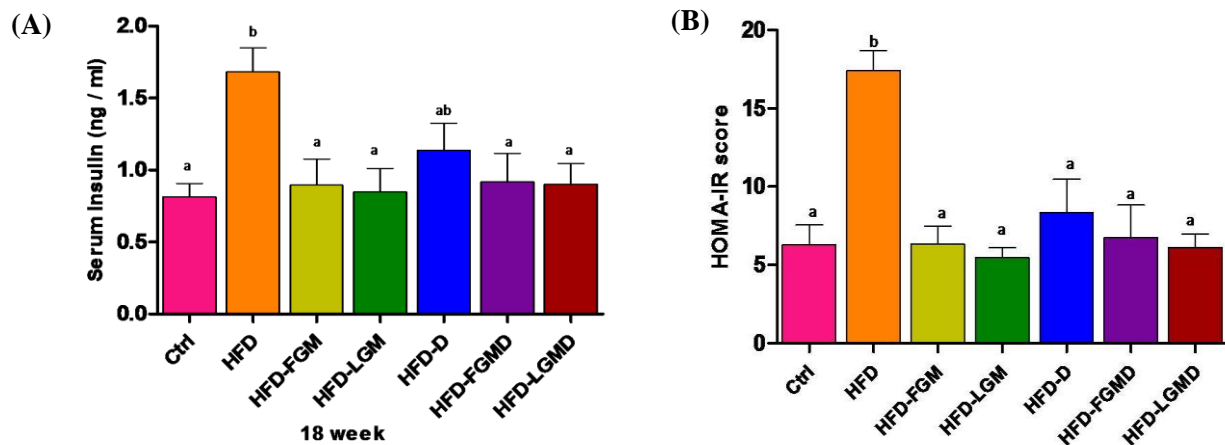 (A)
Serum Insulin (ng / ml)
2.0
1.5
1.0
0.5
0.0
a
b
a
a
ab
a
a
Ctrl
HFD
HFD-FGM
HFD-LGM
HFD-D
HFD-FGMD
HFD-LGMD
18 week
(B)
HOMA-IR score
20
15
10
5
0
a
b
a
a
a
a
a
Ctrl
HFD
HFD-FGM
HFD-LGM
HFD-D
HFD-FGMD
HFD-LGMD